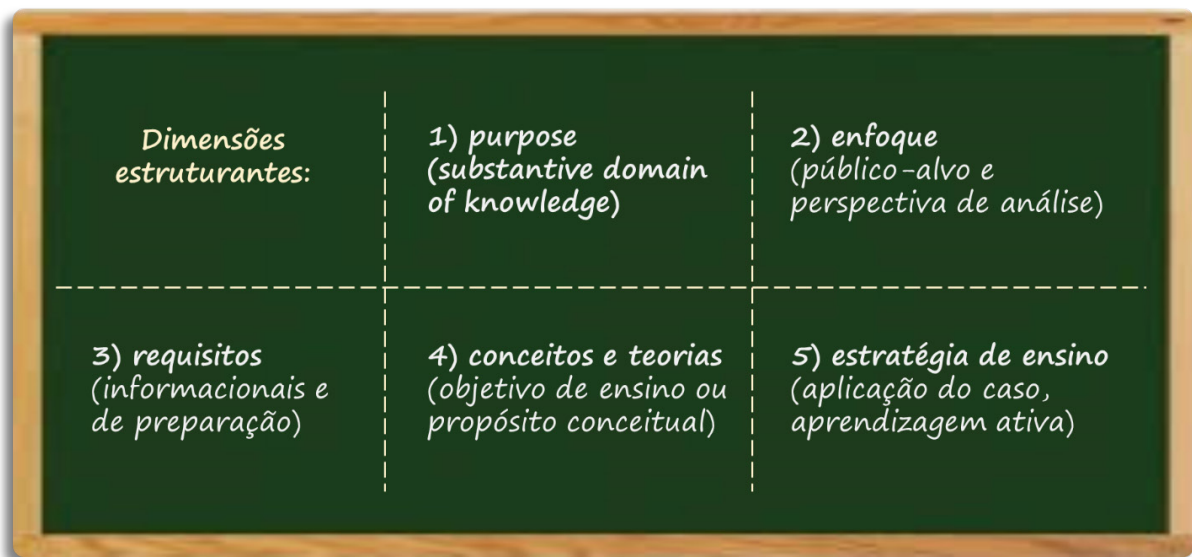 Dimensões
estruturantes:
1) purpose
(substantive domain
of knowledge)
2) enfoque
(público-alvo e
perspectiva de análise)
3) requisitos
(informacionais e
de preparação)
4) conceitos e teorias
(objetivo de ensino ou
propósito conceitual)
5) estratégia de ensino
(aplicação do caso,
aprendizagem ativa)